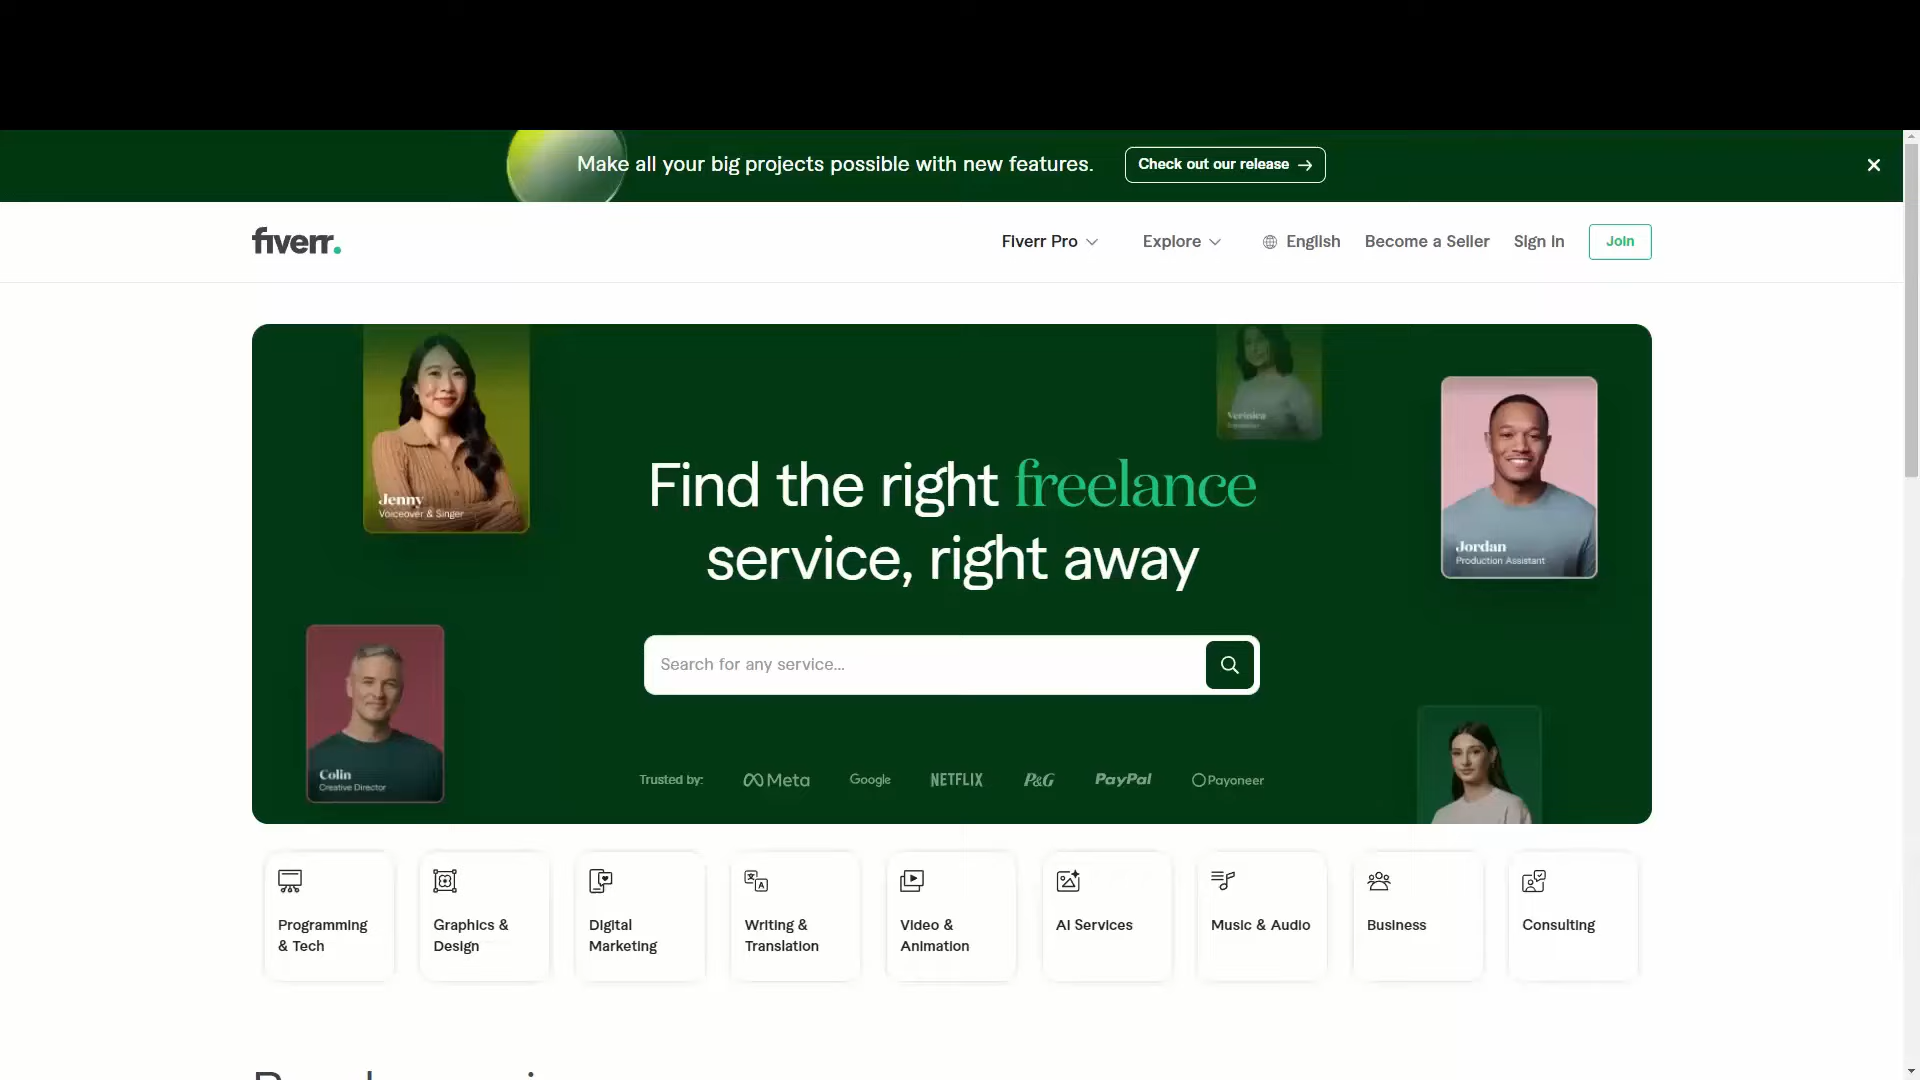 Make all your big projects possible with new features.
Check out our release →
fiverr.
Fiverr Pro
Explore
English
Become a Seller
Sign in
Join
Jenny
Voiceover & Singer
Veronica
Jordan
Production Assistant
Find the right freelance
service, right away
Search for any service...
Colin
Creative Director
Trusted by:
Meta
Google
NETFLIX
P&G
PayPal
Payoneer
Programming
& Tech
Graphics &
Design
Digital
Marketing
Writing &
Translation
Video &
Animation
AI Services
Music & Audio
Business
Consulting